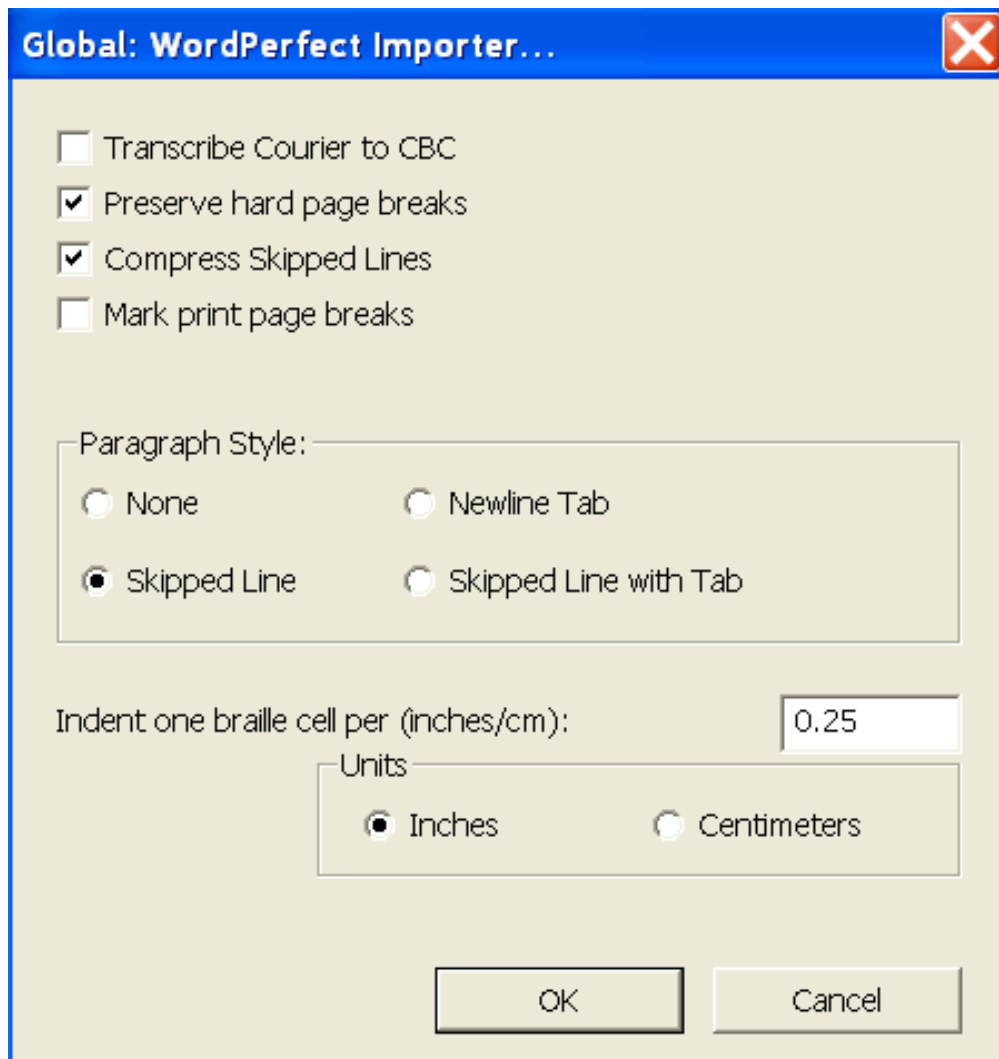 Global: WordPerfect Importer...
Transcribe Courier to CBC
Preserve hard page breaks
Compress Skipped Lines
Mark print page breaks
Paragraph Style:
None Newline Tab
Skipped Line Skipped Line with Tab
Indent one braille cell per (inches/cm): 0.25
Units
Inches Centimeters
OK Cancel